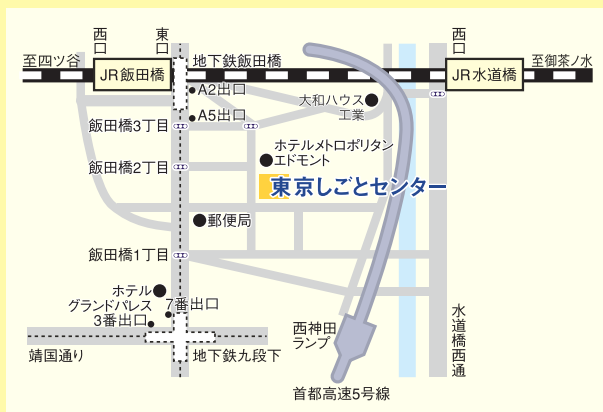 西口
東口
西口
至四ツ谷
JR飯田橋
地下鉄飯田橋
JR水道橋
至御茶ノ水
A2出口
大和ハウス
工業
A5出口
飯田橋3丁目
ホテルメトロポリタン
エドモント
飯田橋2丁目
東京しごとセンター
郵便局
飯田橋1丁目
ホテル
グランドパレス
7番出口
3番出口
西神田
ランプ
水道橋西通
靖国通り
地下鉄九段下
首都高速5号線